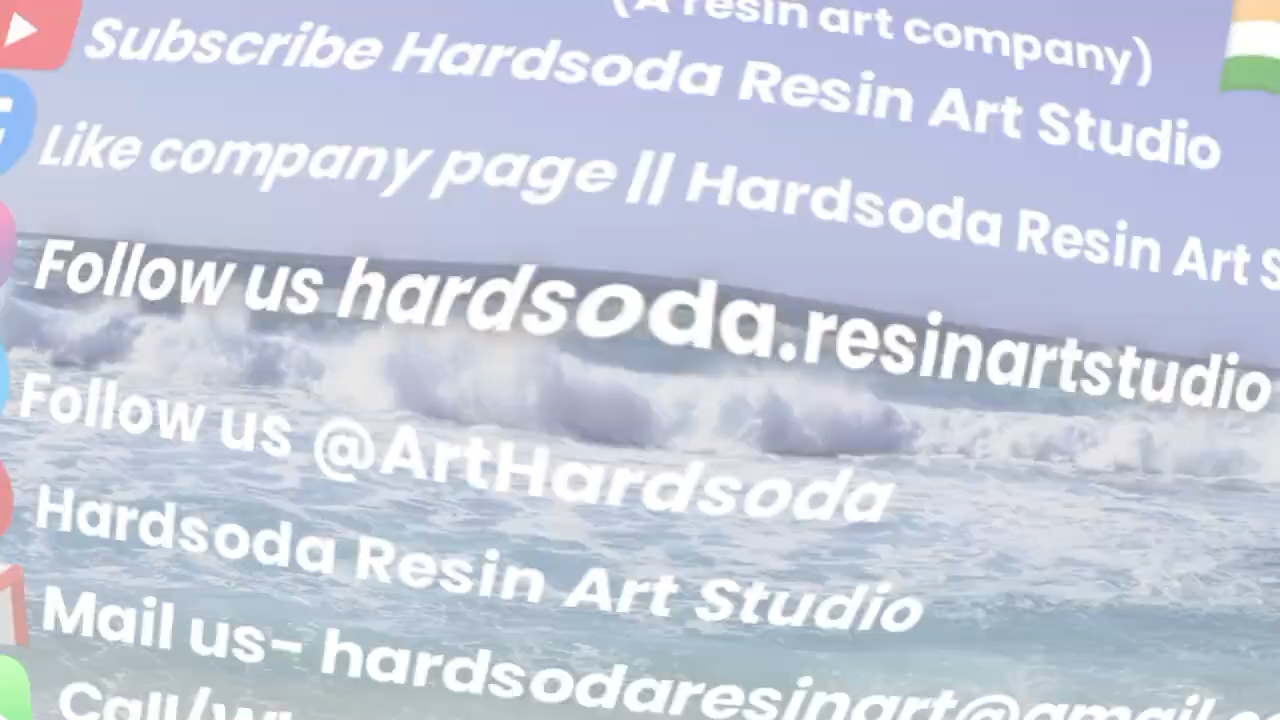 (A resin art company)
Subscribe Hardsoda Resin Art Studio
Like company page || Hardsoda Resin Art
Follow us hardsoda.resinartstudio
Follow us @ArtHardsoda
Hardsoda Resin Art Studio
Mail us- hardsodaresinart@gmail